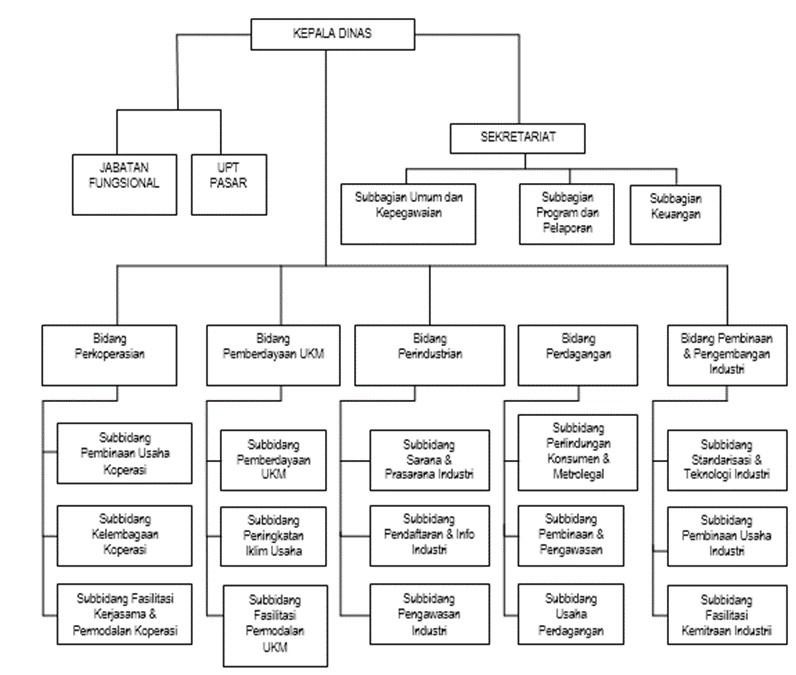 KEPALA DINAS
SEKRETARIAT
JABATAN
FUNGSIONAL
UPT
PASAR
Subbagian Umum dan
Kepegawaian
Subbagian
Program dan
Pelaporan
Subbagian
Keuangan
Bidang
Perkoperasian
Bidang
Pemberdayaan UKM
Bidang
Perindustrian
Bidang
Perdagangan
Bidang Pembinaan
& Pengembangan
Industri
Subbidang
Pembinaan Usaha
Koperasi
Subbidang
Pemberdayaan
UKM
Subbidang
Sarana &
Prasarana Industri
Subbidang
Perlindungan
Konsumen &
Metrolegal
Subbidang
Standarisasi &
Teknologi Industri
Subbidang
Kelembagaan
Koperasi
Subbidang
Peningkatan
Iklim Usaha
Subbidang
Pendaftaran & Info
Industri
Subbidang
Pembinaan &
Pengawasan
Subbidang
Pembinaan Usaha
Industri
Subbidang Fasilitasi
Kerjasama &
Permodalan Koperasi
Subbidang
Fasilitasi
Permodalan
UKM
Subbidang
Pengawasan
Industri
Subbidang
Usaha
Perdagangan
Subbidang
Fasilitasi
Kemitraan Industrii